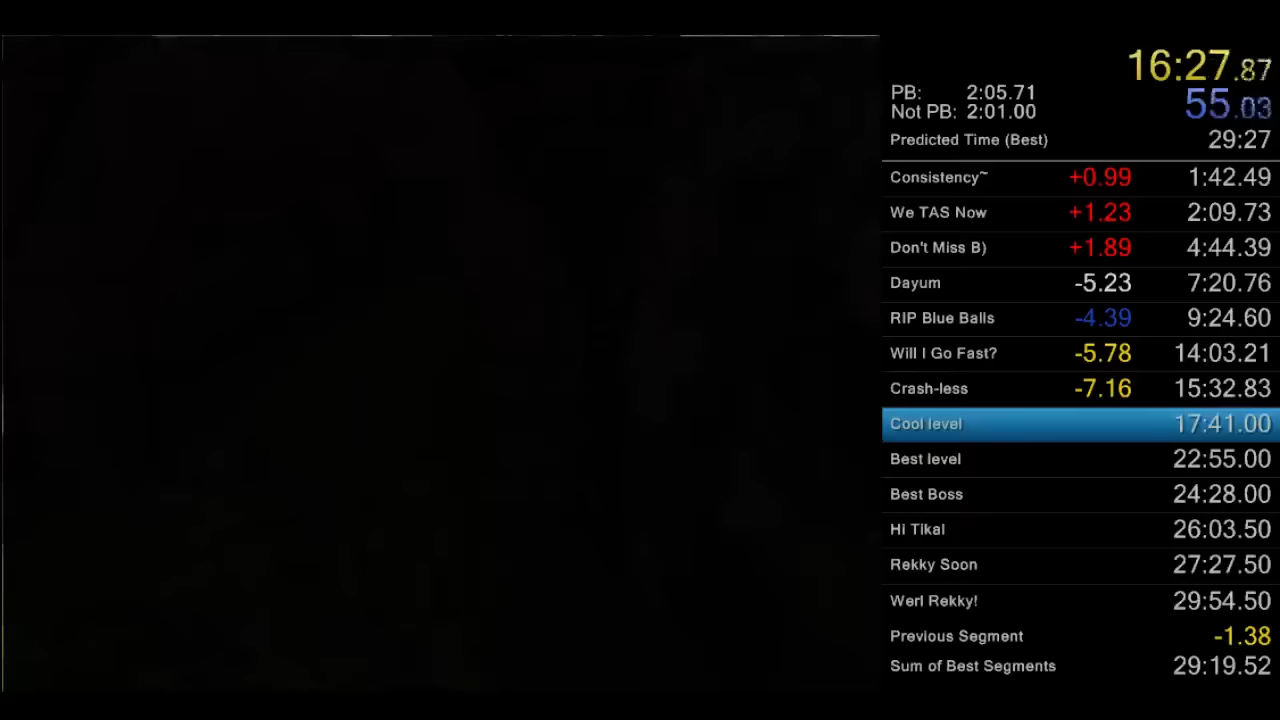 16:27.87
PB: 2:05.71
55.03
Not PB: 2:01.00
Predicted Time (Best) 29:27
Consistency~ +0.99 1:42.49
We TAS Now +1.23 2:09.73
Don't Miss B) +1.89 4:44.39
Dayum -5.23 7:20.76
RIP Blue Balls -4.39 9:24.60
Will I Go Fast? -5.78 14:03.21
Crash-less -7.16 15:32.83
Cool level 17:41.00
Best level 22:55.00
Best Boss 24:28.00
Hi Tikal 26:03.50
Rekky Soon 27:27.50
Werl Rekky! 29:54.50
Previous Segment -1.38
Sum of Best Segments 29:19.52